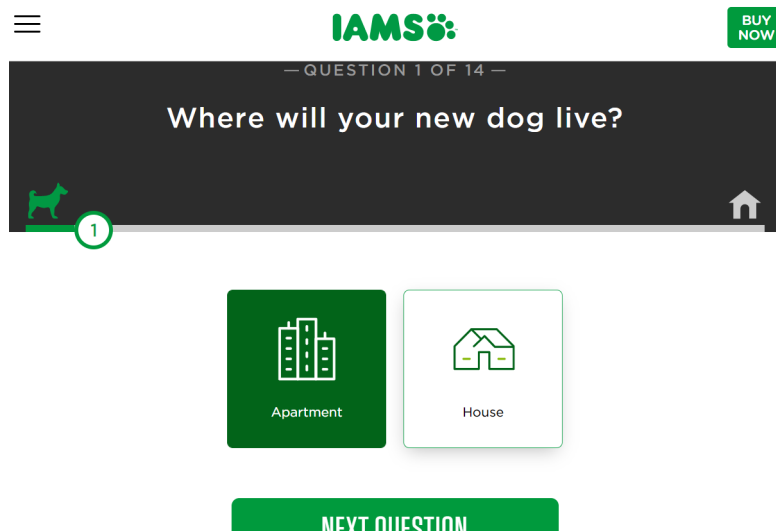 IAMS
BUY
NOW
— QUESTION 1 OF 14 —
Where will your new dog live?
1
Apartment
House
NEXT QUESTION